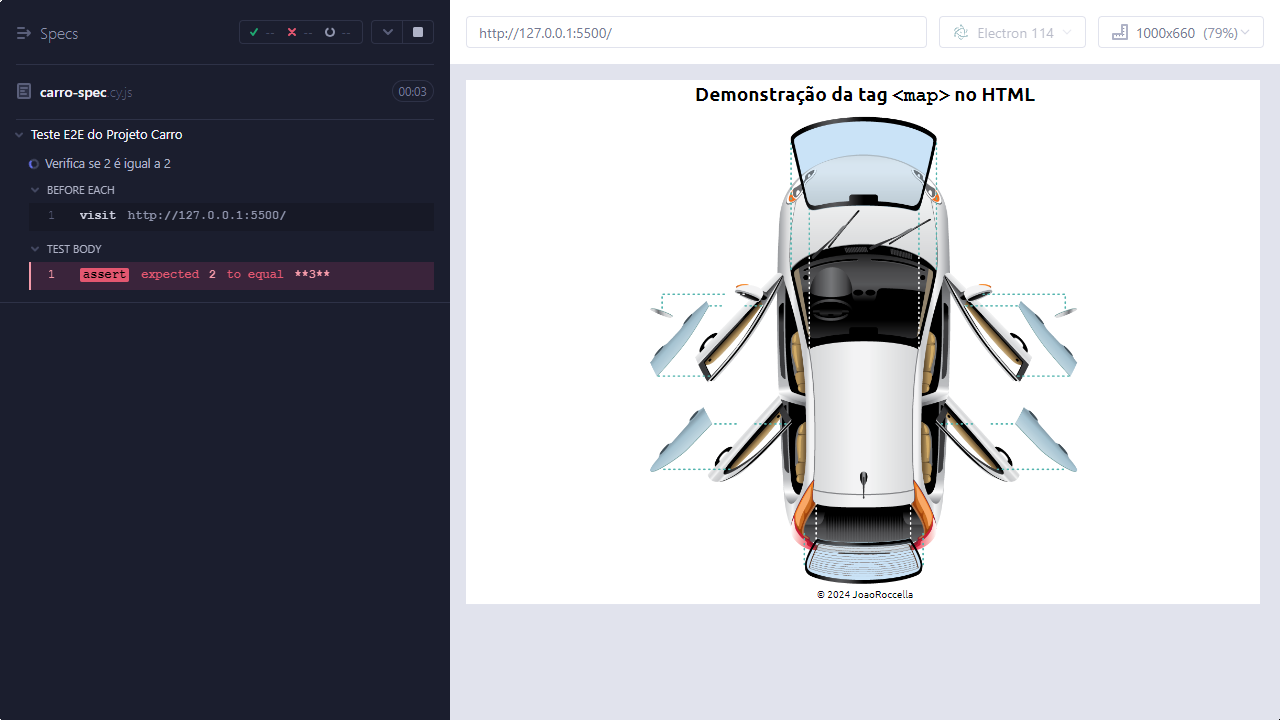 Specs
-- -- --
carro-spec.cy.js
00:03
Teste E2E do Projeto Carro
Verifica se 2 é igual a 2
BEFORE EACH
1 visit http://127.0.0.1:5500/
TEST BODY
1 assert expected 2 to equal **3**
http://127.0.0.1:5500/
Electron 114
1000x660 (79%)
Demonstração da tag <map> no HTML
© 2024 JoaoRoccella